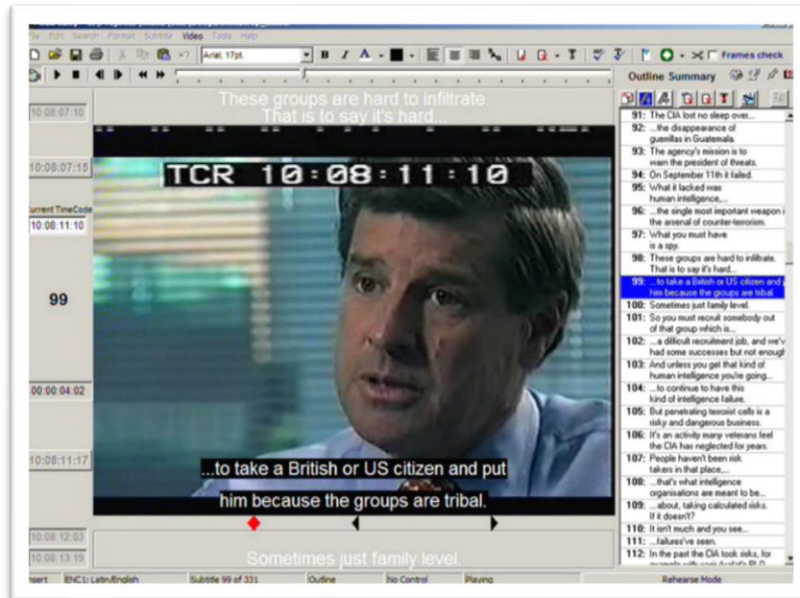 File Edit Search Format Subtitle Video Tools Help
Arial, 17pt.
B I A
Frames check
Outline Summary
10:08:07:10
10:08:07:15
Current TimeCode
10:08:11:10
99
00:00:04:02
10:08:11:17
10:08:12:03
10:08:13:19
These groups are hard to infiltrate.
That is to say it's hard...
TCR 10:08:11:10
...to take a British or US citizen and put
him because the groups are tribal.
Sometimes just family level.
91: The CIA lost no sleep over...
92: ...the disappearance of
guerillas in Guatemala.
93: The agency's mission is to
warn the president of threats.
94: On September 11th it failed.
95: What it lacked was
human intelligence,...
96: ...the single most important weapon i
the arsenal of counter-terrorism.
97: What you must have
is a spy.
98: These groups are hard to infiltrate.
That is to say it's hard...
99: ...to take a British or US citizen and p
him because the groups are tribal.
100: Sometimes just family level.
101: So you must recruit somebody out
of that group which is...
102: ...a difficult recruitment job, and we'v
had some successes but not enough
103: And unless you get that kind of
human intelligence you're going...
104: ...to continue to have this
kind of intelligence failure.
105: But penetrating terrorist cells is a
risky and dangerous business.
106: It's an activity many veterans feel
the CIA has neglected for years.
107: People haven't been risk
takers in that place,...
108: ...that's what intelligence
organisations are meant to be...
109: ...about, taking calculated risks.
If it doesn't?
110: It isn't much and you see...
111: ...failures've seen.
112: In the past the CIA took risks, for
nsert ENC1: Latin/English Subtitle 99 of 331 Outline No Control Playing Rehearse Mode